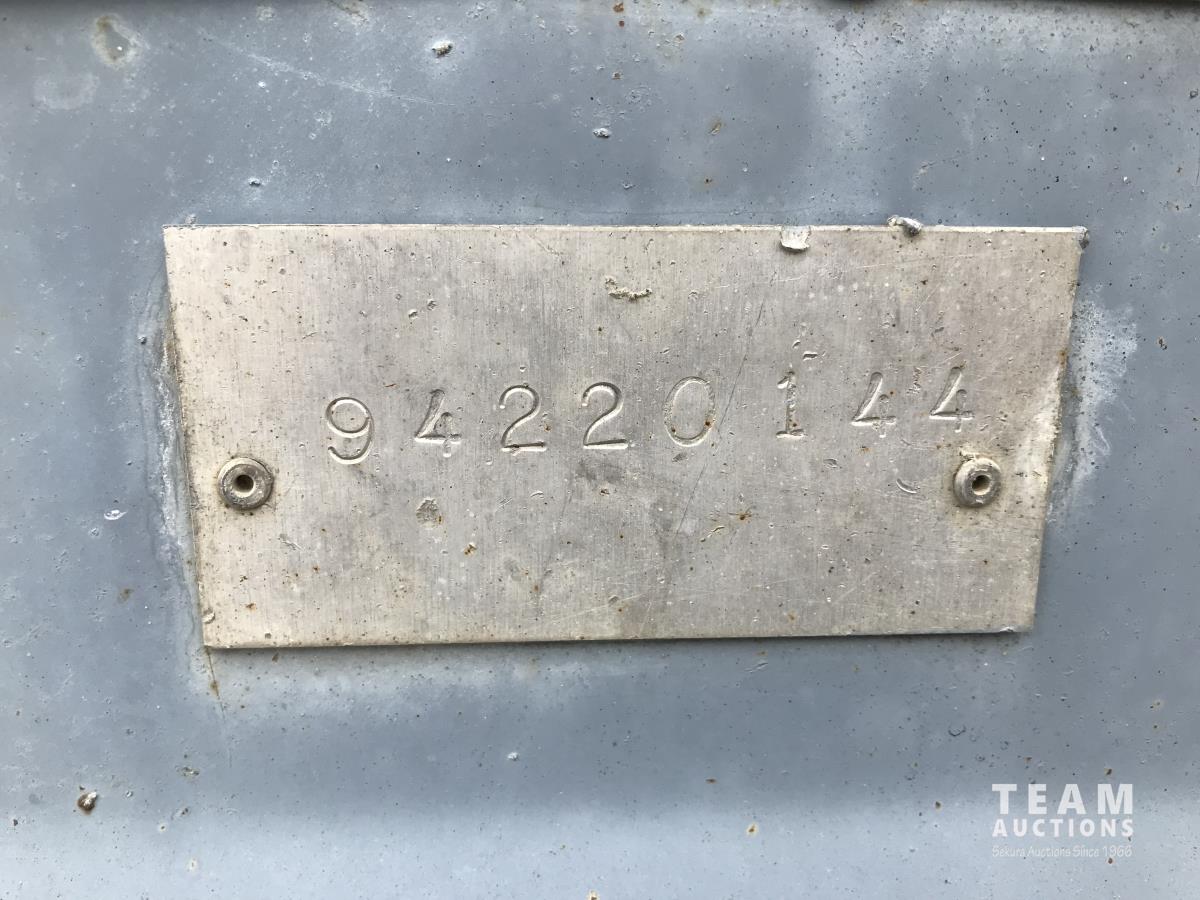 94220144
TEAM
AUCTIONS
Sekura Auctions Since 1966